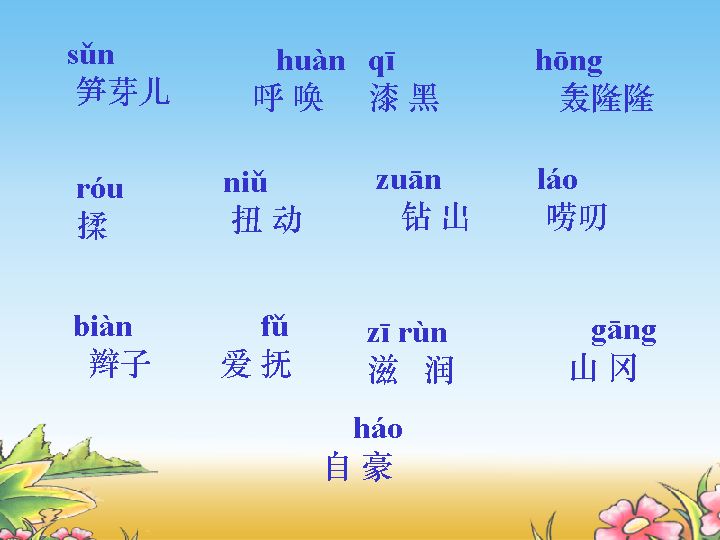 sǔn huàn qī hōng
笋芽儿 呼唤 漆黑 轰隆隆
róu niǔ zuān láo
揉 扭动 钻出 唠叨
biàn fǔ zī rùn gāng
辫子 爱抚 滋润 山冈
háo
自豪